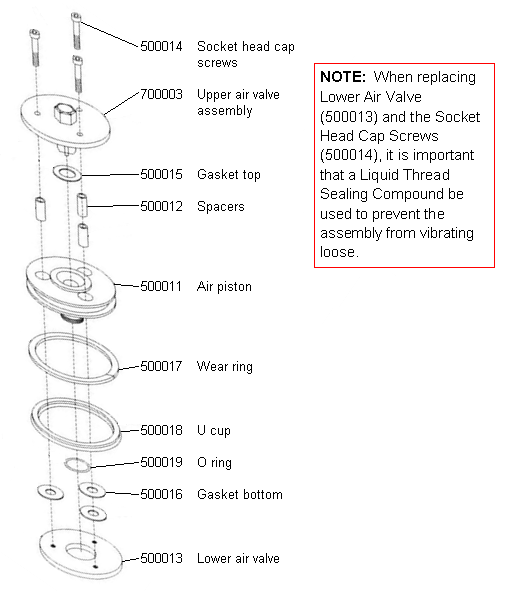 500014 Socket head cap
screws
700003 Upper air valve
assembly
500015 Gasket top
500012 Spacers
500011 Air piston
500017 Wear ring
500018 U cup
500019 O ring
500016 Gasket bottom
500013 Lower air valve
NOTE: When replacing
Lower Air Valve
(500013) and the Socket
Head Cap Screws
(500014), it is important
that a Liquid Thread
Sealing Compound be
used to prevent the
assembly from vibrating
loose.